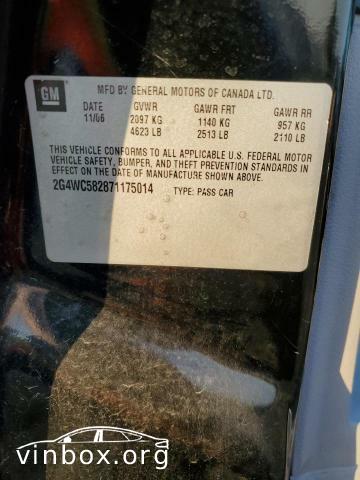 GM
MFD BY GENERAL MOTORS OF CANADA LTD.
DATE GVWR GAWR FRT GAWR RR
11/06 2097 KG 1140 KG 957 KG
4623 LB 2513 LB 2110 LB
THIS VEHICLE CONFORMS TO ALL APPLICABLE U.S. FEDERAL MOTOR
VEHICLE SAFETY, BUMPER, AND THEFT PREVENTION STANDARDS IN
EFFECT ON THE DATE OF MANUFACTURE SHOWN ABOVE.
2G4WC582871175014 TYPE: PASS CAR
vinbox.org